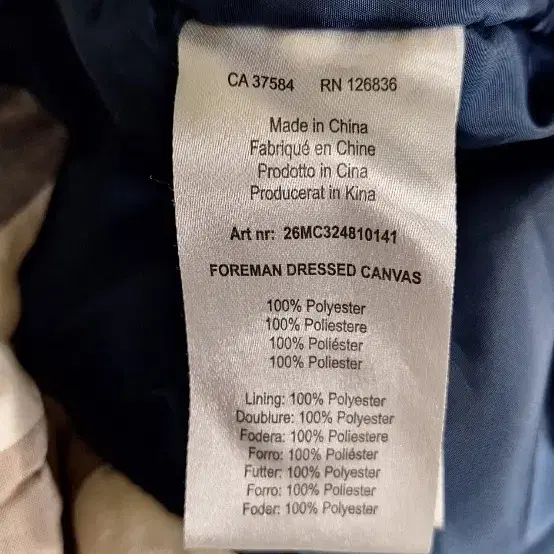 CA 37584 RN 126836
Made in China
Fabriqué en Chine
Prodotto in Cina
Producerat in Kina
Art nr: 26MC324810141
FOREMAN DRESSED CANVAS
100% Polyester
100% Poliestere
100% Poliéster
100% Poliester
Lining: 100% Polyester
Doublure: 100% Polyester
Fodera: 100% Poliestere
Forro: 100% Poliéster
Futter: 100% Polyester
Forro: 100% Poliester
Foder: 100% Polyester